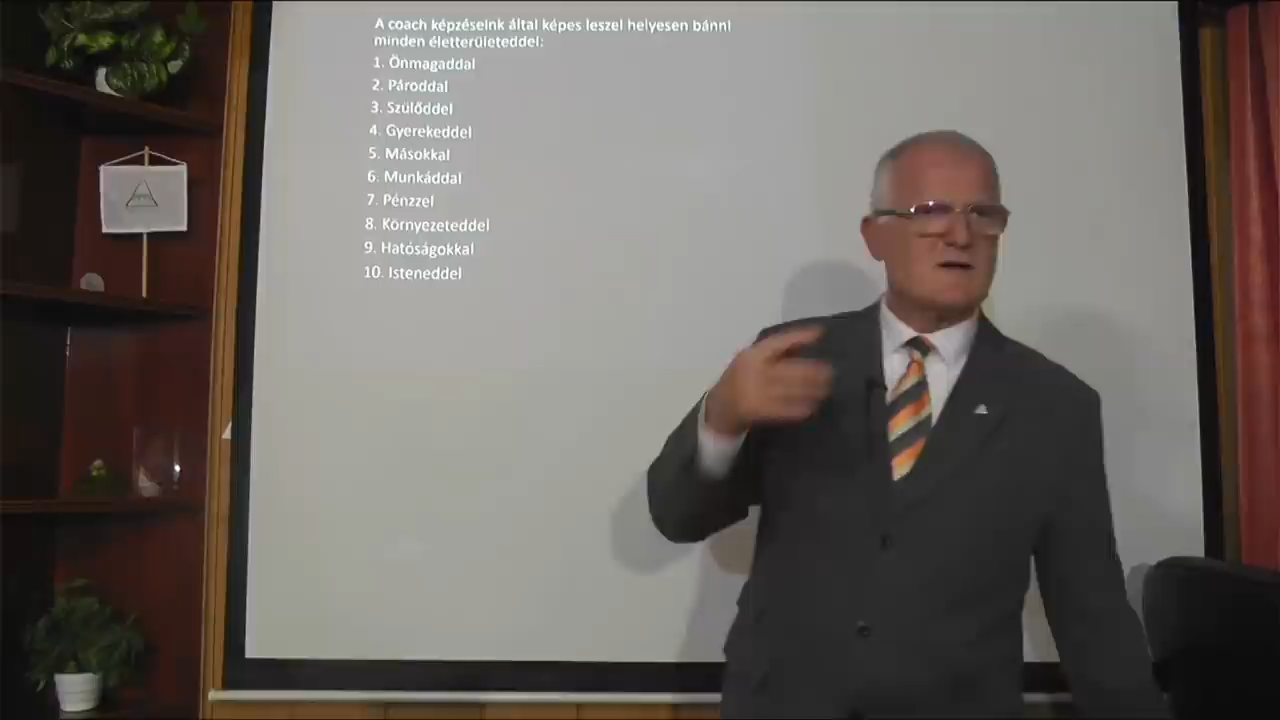 A coach képzéseink által képes leszel helyesen bánni
minden életterületeddel:
1. Önmagaddal
2. Pároddal
3. Szülőddel
4. Gyerekeddel
5. Másokkal
6. Munkáddal
7. Pénzzel
8. Környezeteddel
9. Hatóságokkal
10. Isteneddel